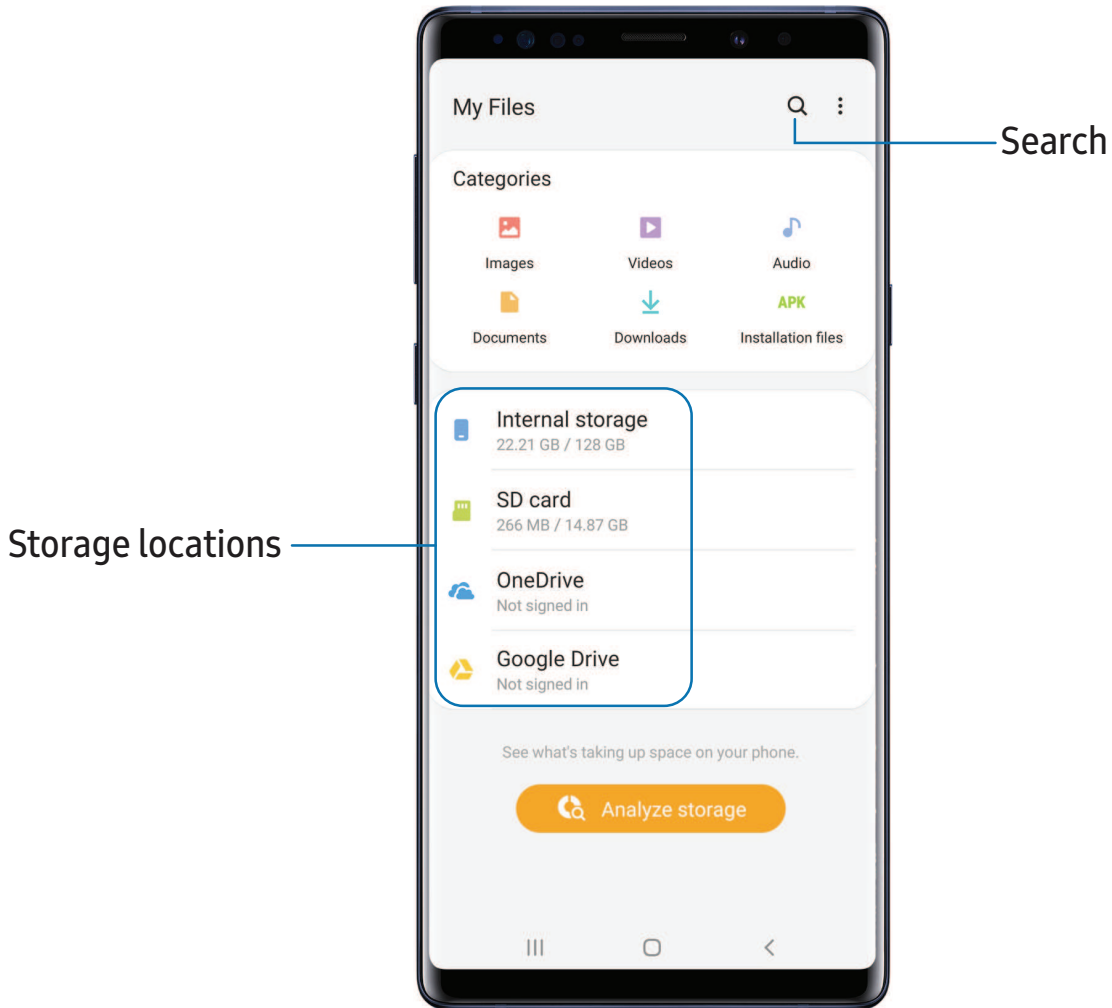 My Files
Search
Categories
Images Videos Audio
APK
Documents Downloads Installation files
Internal storage
22.21 GB / 128 GB
SD card
266 MB / 14.87 GB
Storage locations
OneDrive
Not signed in
Google Drive
Not signed in
See what's taking up space on your phone.
Analyze storage